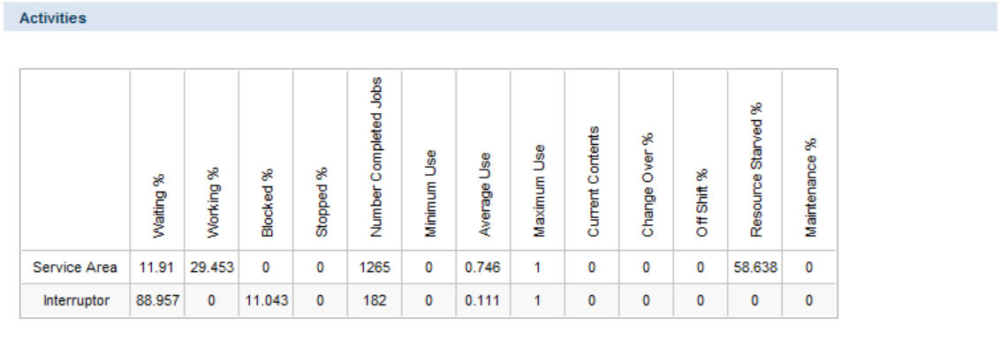 Activities
Waiting % Working % Blocked % Stopped % Number Completed Jobs Minimum Use Average Use Maximum Use Current Contents Change Over % Off Shift % Resource Starved % Maintenance %
Service Area 11.91 29.453 0 0 1265 0 0.746 1 0 0 0 58.638 0
Interruptor 88.957 0 11.043 0 182 0 0.111 1 0 0 0 0 0